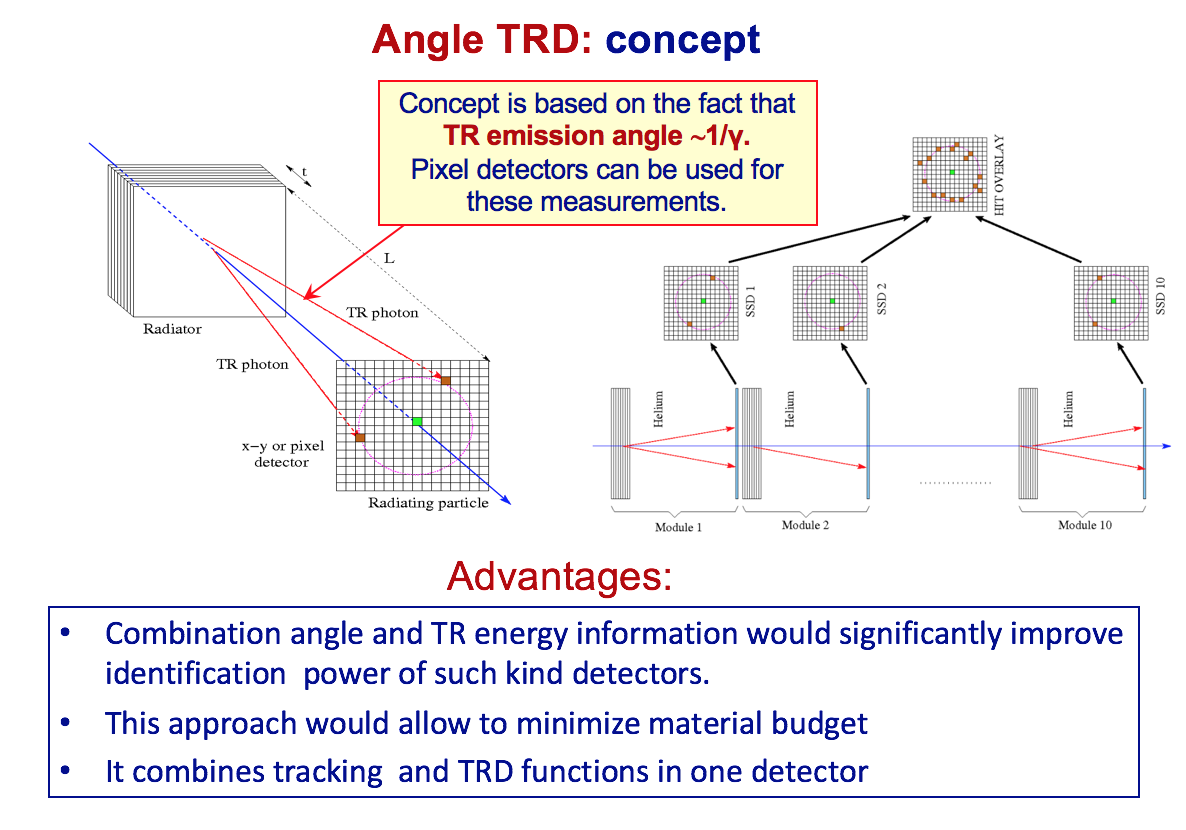 Angle TRD: concept
Concept is based on the fact that
TR emission angle ~1/γ.
Pixel detectors can be used for
these measurements.
t
L
Radiator
TR photon
TR photon
x−y or pixel
detector
Radiating particle
HIT OVERLAY
SSD 1
SSD 2
SSD 10
Helium
Helium
Helium
Module 1
Module 2
Module 10
Advantages:
• Combination angle and TR energy information would significantly improve
identification power of such kind detectors.
• This approach would allow to minimize material budget
• It combines tracking and TRD functions in one detector